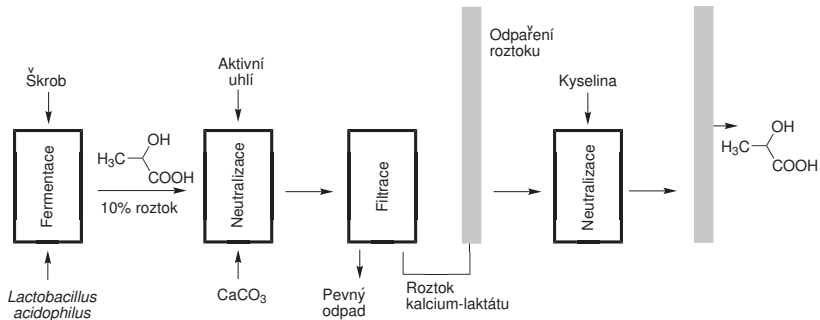 Škrob
Fermentace
Lactobacillus
acidophilus
OH
H₃C
COOH
10% roztok
Aktivní
uhlí
Neutralizace
CaCO₃
Filtrace
Pevný
odpad
Roztok
kalcium-laktátu
Odpaření
roztoku
Kyselina
Neutralizace
OH
H₃C
COOH